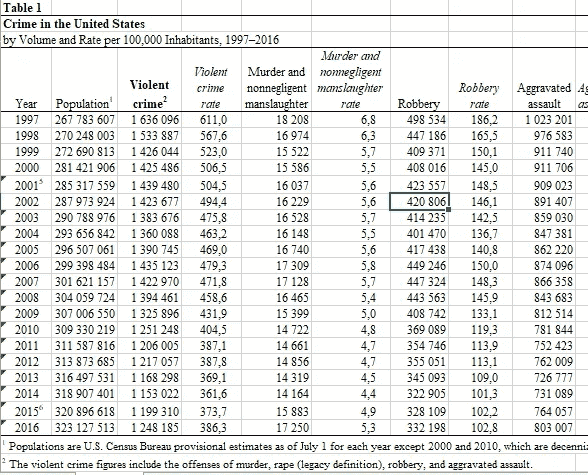 Table 1
Crime in the United States
by Volume and Rate per 100,000 Inhabitants, 1997–2016
Year Population¹ Violent crime² Violent crime rate Murder and nonnegligent manslaughter Murder and nonnegligent manslaughter rate Robbery Robbery rate Aggravated assault
1997 267 783 607 1 636 096 611,0 18 208 6,8 498 534 186,2 1 023 201
1998 270 248 003 1 533 887 567,6 16 974 6,3 447 186 165,5 976 583
1999 272 690 813 1 426 044 523,0 15 522 5,7 409 371 150,1 911 740
2000 281 421 906 1 425 486 506,5 15 586 5,5 408 016 145,0 911 706
2001⁵ 285 317 559 1 439 480 504,5 16 037 5,6 423 557 148,5 909 023
2002 287 973 924 1 423 677 494,4 16 229 5,6 420 806 146,1 891 407
2003 290 788 976 1 383 676 475,8 16 528 5,7 414 235 142,5 859 030
2004 293 656 842 1 360 088 463,2 16 148 5,5 401 470 136,7 847 381
2005 296 507 061 1 390 745 469,0 16 740 5,6 417 438 140,8 862 220
2006 299 398 484 1 435 123 479,3 17 309 5,8 449 246 150,0 874 096
2007 301 621 157 1 422 970 471,8 17 128 5,7 447 324 148,3 866 358
2008 304 059 724 1 394 461 458,6 16 465 5,4 443 563 145,9 843 683
2009 307 006 550 1 325 896 431,9 15 399 5,0 408 742 133,1 812 514
2010 309 330 219 1 251 248 404,5 14 722 4,8 369 089 119,3 781 844
2011 311 587 816 1 206 005 387,1 14 661 4,7 354 746 113,9 752 423
2012 313 873 685 1 217 057 387,8 14 856 4,7 355 051 113,1 762 009
2013 316 497 531 1 168 298 369,1 14 319 4,5 345 093 109,0 726 777
2014 318 907 401 1 153 022 361,6 14 164 4,4 322 905 101,3 731 089
2015⁶ 320 896 618 1 199 310 373,7 15 883 4,9 328 109 102,2 764 057
2016 323 127 513 1 248 185 386,3 17 250 5,3 332 198 102,8 803 007
¹ Populations are U.S. Census Bureau provisional estimates as of July 1 for each year except 2000 and 2010, which are decenni
² The violent crime figures include the offenses of murder, rape (legacy definition), robbery, and aggravated assault.